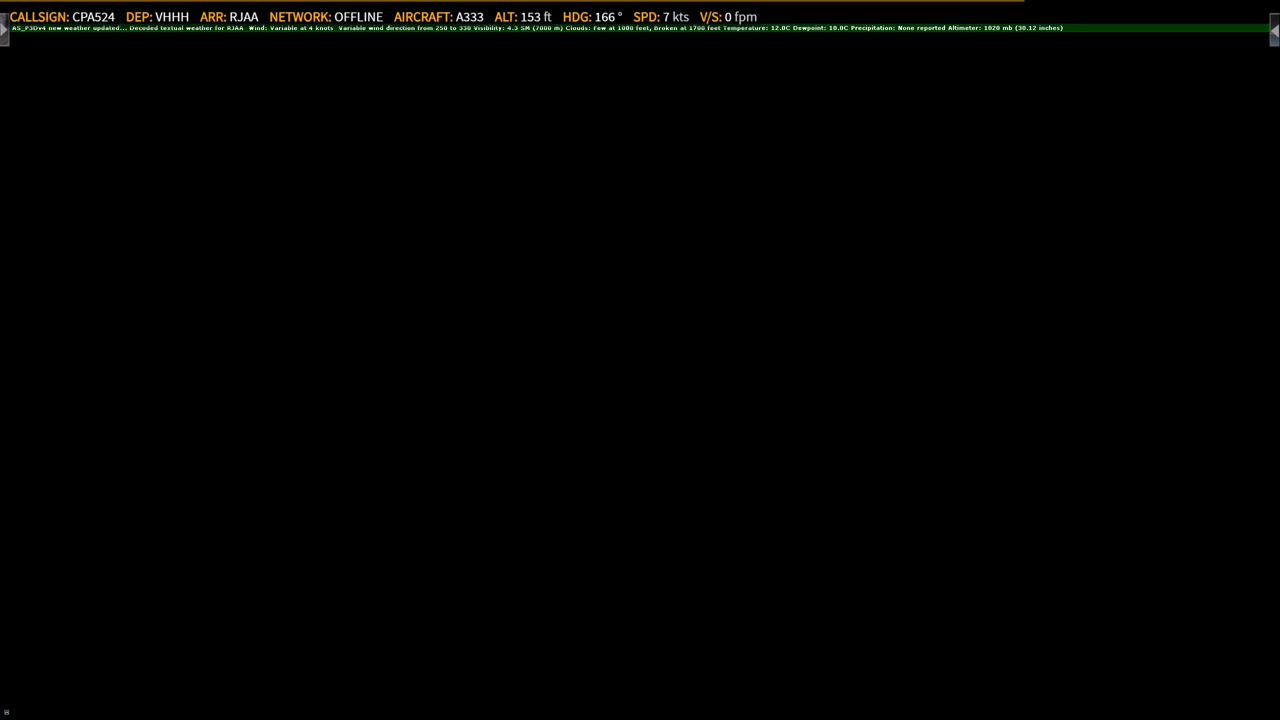 CALLSIGN: CPA524 DEP: VHHH ARR: RJAA NETWORK: OFFLINE AIRCRAFT: A333 ALT: 153 ft HDG: 166 ° SPD: 7 kts V/S: 0 fpm
AS_P3Dv4 new weather updated... Decoded textual weather for RJAA Wind: Variable at 4 knots Variable wind direction from 250 to 330 Visibility: 4.3 SM (7000 m) Clouds: Few at 1000 feet, Broken at 1700 feet Temperature: 12.0C Dewpoint: 10.0C Precipitation: None reported Altimeter: 1020 mb (30.12 inches)